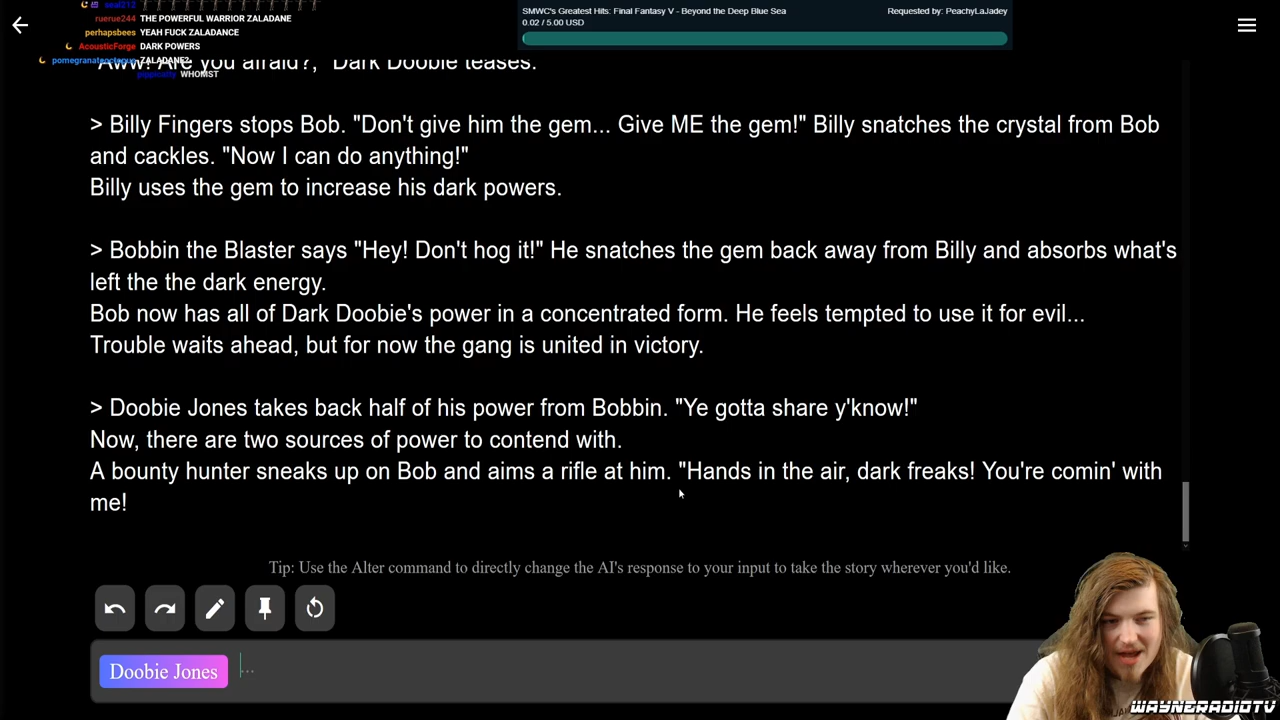 seal212
ruerue244 THE POWERFUL WARRIOR ZALADANE
perhapsbees YEAH FUCK ZALADANCE
AcousticForge DARK POWERS
ZALADANEZ
WHOMST
SMWC's Greatest Hits: Final Fantasy V - Beyond the Deep Blue Sea
Requested by: PeachyLaJadey
0.02 / 5.00 USD
"Aww! Are you afraid?," Dark Doobie teases.
> Billy Fingers stops Bob. "Don't give him the gem... Give ME the gem!" Billy snatches the crystal from Bob
and cackles. "Now I can do anything!"
Billy uses the gem to increase his dark powers.
> Bobbin the Blaster says "Hey! Don't hog it!" He snatches the gem back away from Billy and absorbs what's
left the the dark energy.
Bob now has all of Dark Doobie's power in a concentrated form. He feels tempted to use it for evil...
Trouble waits ahead, but for now the gang is united in victory.
> Doobie Jones takes back half of his power from Bobbin. "Ye gotta share y'know!"
Now, there are two sources of power to contend with.
A bounty hunter sneaks up on Bob and aims a rifle at him. "Hands in the air, dark freaks! You're comin' with
me!
Tip: Use the Alter command to directly change the AI's response to your input to take the story wherever you'd like.
Doobie Jones ...
WAYNERADIOTV